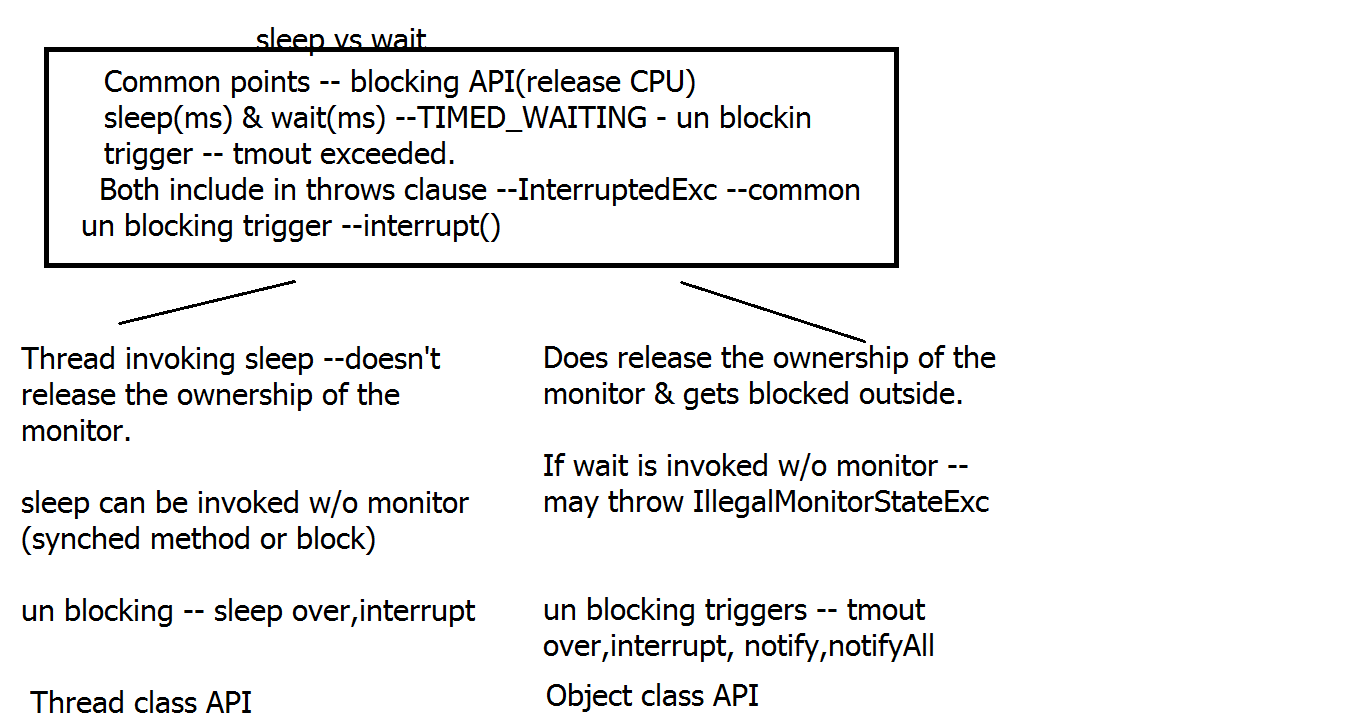 sleep vs wait
Common points -- blocking API(release CPU)
sleep(ms) & wait(ms) --TIMED_WAITING - un blockin
trigger -- tmout exceeded.
Both include in throws clause --InterruptedExc --common
un blocking trigger --interrupt()
Thread invoking sleep --doesn't
release the ownership of the
monitor.
sleep can be invoked w/o monitor
(synched method or block)
un blocking -- sleep over,interrupt
Thread class API
Does release the ownership of the
monitor & gets blocked outside.
If wait is invoked w/o monitor --
may throw IllegalMonitorStateExc
un blocking triggers -- tmout
over,interrupt, notify,notifyAll
Object class API